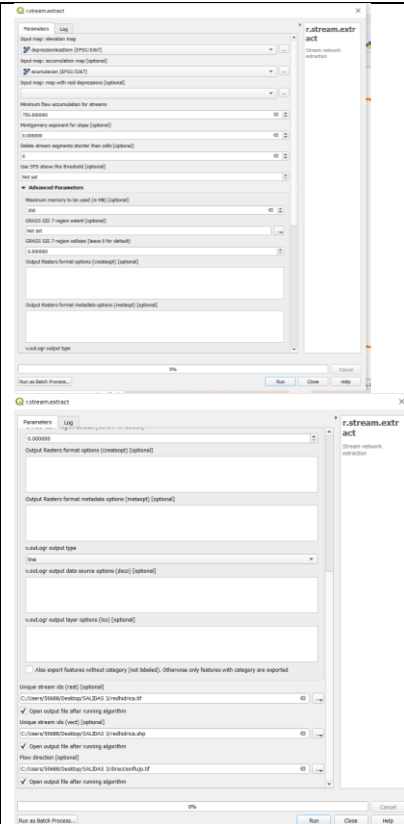 r.stream.extract
Parameters
Log
Input map: elevation map
depressionlessDem [EPSG:5367]
Input map: accumulation map [optional]
acumulacion [EPSG:5367]
Input map: map with real depressions [optional]
Minimum flow accumulation for streams
750.000000
Montgomery exponent for slope [optional]
0.000000
Delete stream segments shorter than cells [optional]
0
Use SFD above this threshold [optional]
Not set
Advanced Parameters
Maximum memory to be used (in MB) [optional]
300
GRASS GIS 7 region extent [optional]
Not set
GRASS GIS 7 region cellsize (leave 0 for default)
0.000000
Output Rasters format options (createopt) [optional]
Output Rasters format metadata options (metaopt) [optional]
v.out.ogr output type
r.stream.extr
act
Stream network
extraction
0%
Cancel
Run as Batch Process...
Run
Close
Help
r.stream.extract
Parameters
Log
0.000000
Output Rasters format options (createopt) [optional]
Output Rasters format metadata options (metaopt) [optional]
v.out.ogr output type
line
v.out.ogr output data source options (dsco) [optional]
v.out.ogr output layer options (lco) [optional]
Also export features without category (not labeled). Otherwise only features with category are exported
Unique stream ids (rast) [optional]
C:/Users/50688/Desktop/SALIDAS 3/redhidrica.tif
Open output file after running algorithm
Unique stream ids (vect) [optional]
C:/Users/50688/Desktop/SALIDAS 3/redhidrica.shp
Open output file after running algorithm
Flow direction [optional]
C:/Users/50688/Desktop/SALIDAS 3/direccionflujo.tif
Open output file after running algorithm
r.stream.extr
act
Stream network
extraction
0%
Cancel
Run as Batch Process...
Run
Close
Help